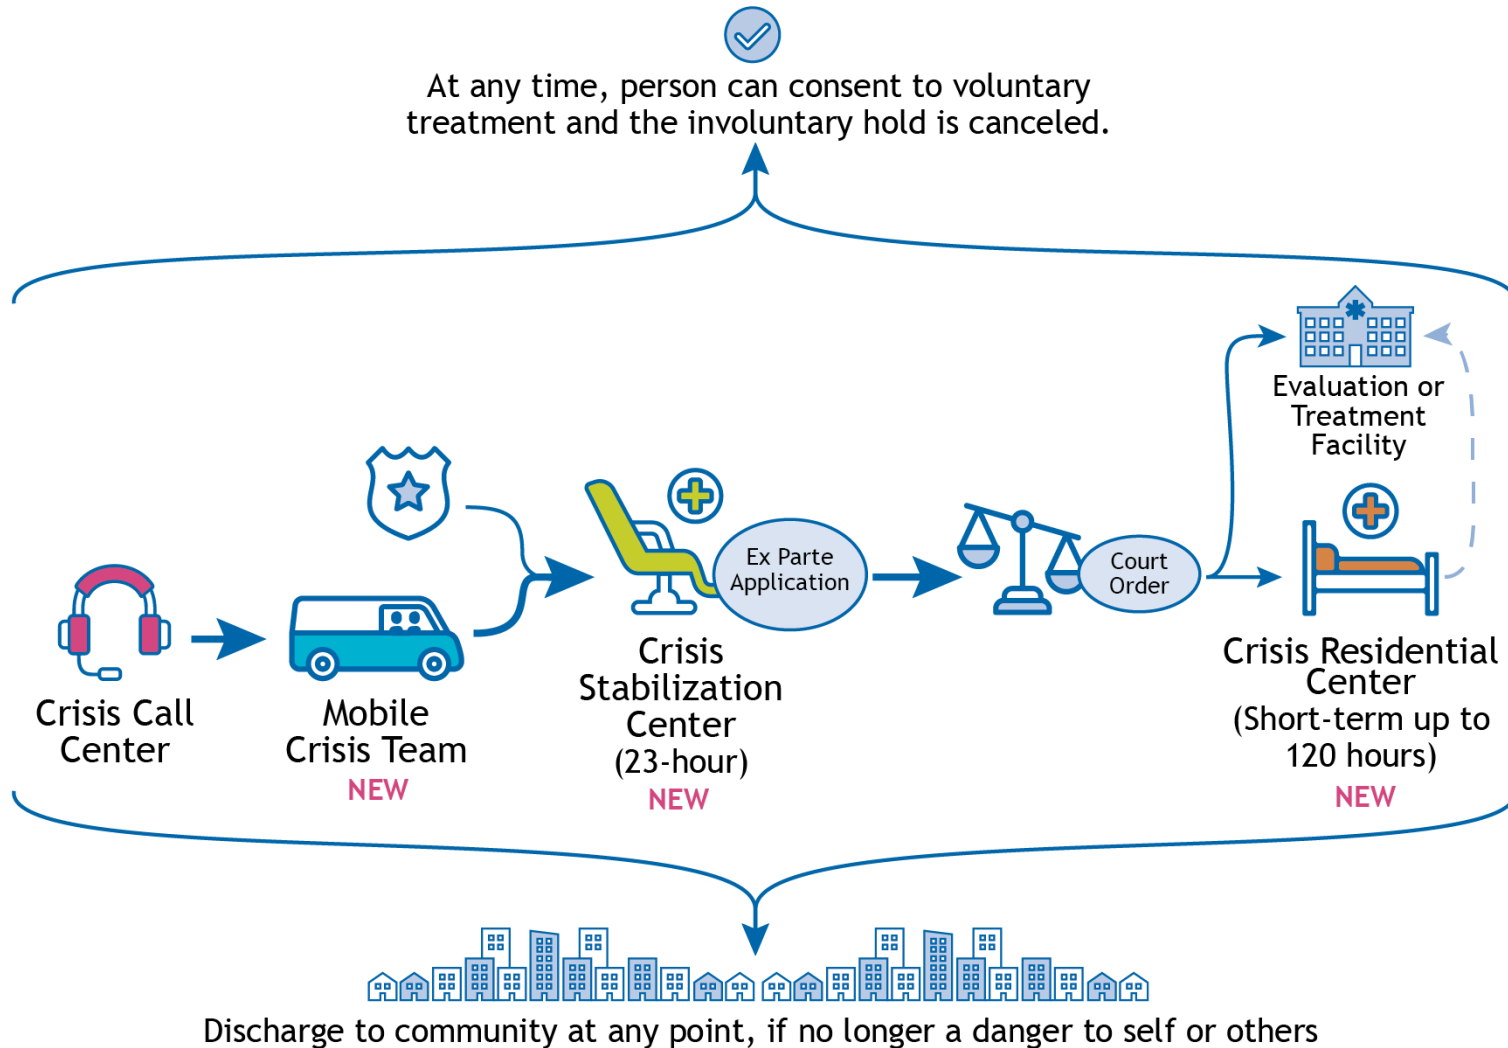 At any time, person can consent to voluntary
treatment and the involuntary hold is canceled.
Evaluation or
Treatment
Facility
Ex Parte
Application
Court
Order
Crisis Call
Center
Mobile
Crisis Team
NEW
Crisis
Stabilization
Center
(23-hour)
NEW
Crisis Residential
Center
(Short-term up to
120 hours)
NEW
Discharge to community at any point, if no longer a danger to self or others